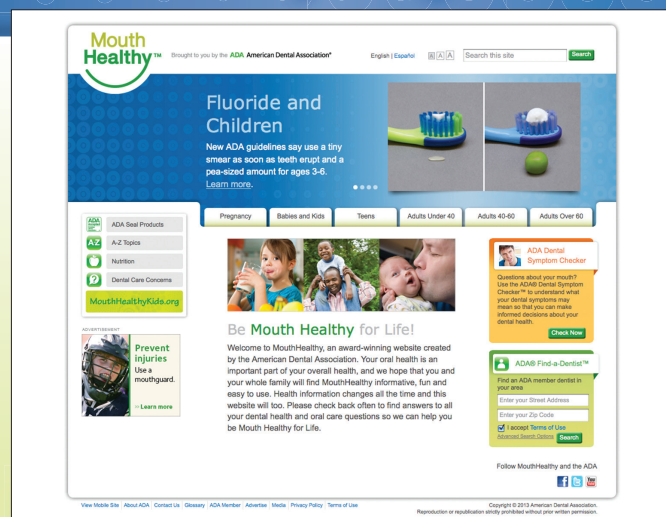 Mouth
Healthy™
Brought to you by the ADA American Dental Association®
English | Español
A A A
Search this site
Search
Fluoride and
Children
New ADA guidelines say use a tiny
smear as soon as teeth erupt and a
pea-sized amount for ages 3-6.
Learn more.
Pregnancy
Babies and Kids
Teens
Adults Under 40
Adults 40-60
Adults Over 60
ADA
ADA Seal Products
A-Z
A-Z Topics
Nutrition
?
Dental Care Concerns
MouthHealthyKids.org
ADVERTISEMENT
Prevent
injuries
Use a
mouthguard.
>> Learn more
Be Mouth Healthy for Life!
Welcome to MouthHealthy, an award-winning website created
by the American Dental Association. Your oral health is an
important part of your overall health, and we hope that you and
your whole family will find MouthHealthy informative, fun and
easy to use. Health information changes all the time and this
website will too. Please check back often to find answers to all
your dental health and oral care questions so we can help you
be Mouth Healthy for Life.
ADA Dental
Symptom Checker
Questions about your mouth?
Use the ADA® Dental Symptom
Checker™ to understand what
your dental symptoms may
mean so that you can make
informed decisions about your
dental health.
Check Now
ADA® Find-a-Dentist™
Find an ADA member dentist in
your area
Enter your Street Address
Enter your Zip Code
I accept Terms of Use
Advanced Search Options
Search
Follow MouthHealthy and the ADA
f
You
View Mobile Site | About ADA | Contact Us | Glossary | ADA Member | Advertise | Media | Privacy Policy | Terms of Use
Copyright © 2013 American Dental Association.
Reproduction or republication strictly prohibited without prior written permission.